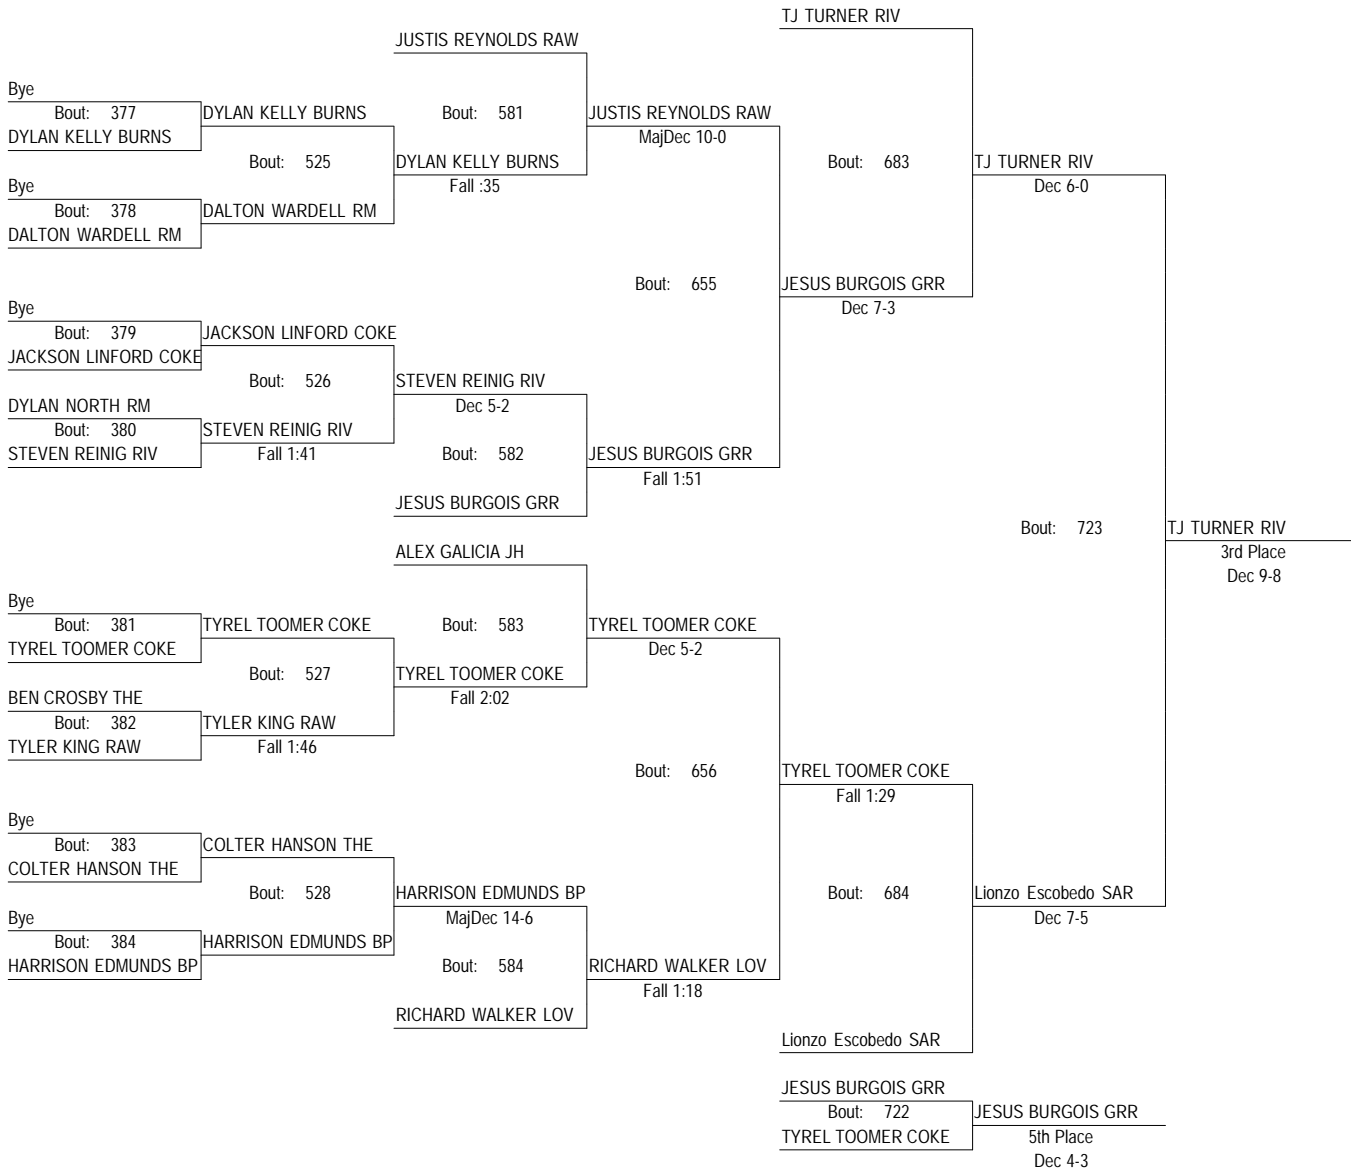 TJ TURNER RIV
JUSTIS REYNOLDS RAW
Bye
Bout: 377
DYLAN KELLY BURNS
DYLAN KELLY BURNS
Bout: 581
JUSTIS REYNOLDS RAW
MajDec 10-0
Bout: 525
DYLAN KELLY BURNS
Fall :35
Bout: 683
TJ TURNER RIV
Dec 6-0
Bye
Bout: 378
DALTON WARDELL RM
DALTON WARDELL RM
Bout: 655
JESUS BURGOIS GRR
Dec 7-3
Bye
Bout: 379
JACKSON LINFORD COKE
JACKSON LINFORD COKE
Bout: 526
STEVEN REINIG RIV
Dec 5-2
DYLAN NORTH RM
Bout: 380
STEVEN REINIG RIV
STEVEN REINIG RIV
Fall 1:41
Bout: 582
JESUS BURGOIS GRR
Fall 1:51
JESUS BURGOIS GRR
Bout: 723
TJ TURNER RIV
3rd Place
Dec 9-8
ALEX GALICIA JH
Bye
Bout: 381
TYREL TOOMER COKE
TYREL TOOMER COKE
Bout: 583
TYREL TOOMER COKE
Dec 5-2
Bout: 527
TYREL TOOMER COKE
Fall 2:02
BEN CROSBY THE
Bout: 382
TYLER KING RAW
TYLER KING RAW
Fall 1:46
Bout: 656
TYREL TOOMER COKE
Fall 1:29
Bye
Bout: 383
COLTER HANSON THE
COLTER HANSON THE
Bout: 528
HARRISON EDMUNDS BP
MajDec 14-6
Bout: 684
Lionzo Escobedo SAR
Dec 7-5
Bye
Bout: 384
HARRISON EDMUNDS BP
HARRISON EDMUNDS BP
Bout: 584
RICHARD WALKER LOV
Fall 1:18
RICHARD WALKER LOV
Lionzo Escobedo SAR
JESUS BURGOIS GRR
Bout: 722
TYREL TOOMER COKE
JESUS BURGOIS GRR
5th Place
Dec 4-3